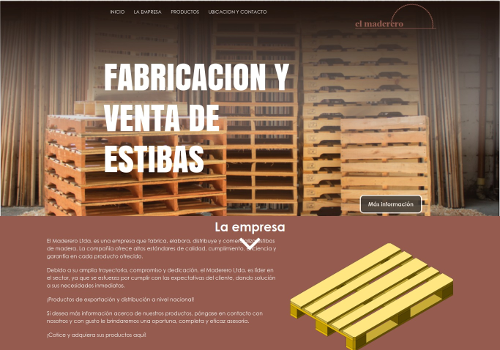 INICIO LA EMPRESA PRODUCTOS UBICACION Y CONTACTO
el maderero
FABRICACION Y
VENTA DE
ESTIBAS
Más información
La empresa
El Maderero Ltda. es una empresa que fabrica, elabora, distribuye y comercializa estibas
de madera. La compañía ofrece altos estándares de calidad, cumplimiento, eficiencia y
garantía en cada producto ofrecido.
Debido a su amplia trayectoria, compromiso y dedicación, el Maderero Ltda. es líder en
el sector, ya que se esfuerza por cumplir con las expectativas del cliente, dando solución
a sus necesidades inmediatas.
¡Productos de exportación y distribución a nivel nacional!
Si desea más información acerca de nuestros productos, póngase en contacto con
nosotros y con gusto le brindaremos una oportuna, completa y eficaz asesoría.
¡Cotice y adquiera sus productos aquí!